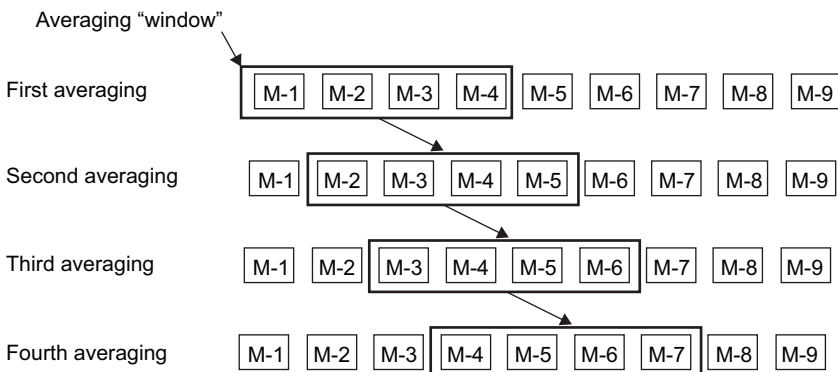 Averaging “window”
First averaging M-1 M-2 M-3 M-4 M-5 M-6 M-7 M-8 M-9
Second averaging M-1 M-2 M-3 M-4 M-5 M-6 M-7 M-8 M-9
Third averaging M-1 M-2 M-3 M-4 M-5 M-6 M-7 M-8 M-9
Fourth averaging M-1 M-2 M-3 M-4 M-5 M-6 M-7 M-8 M-9